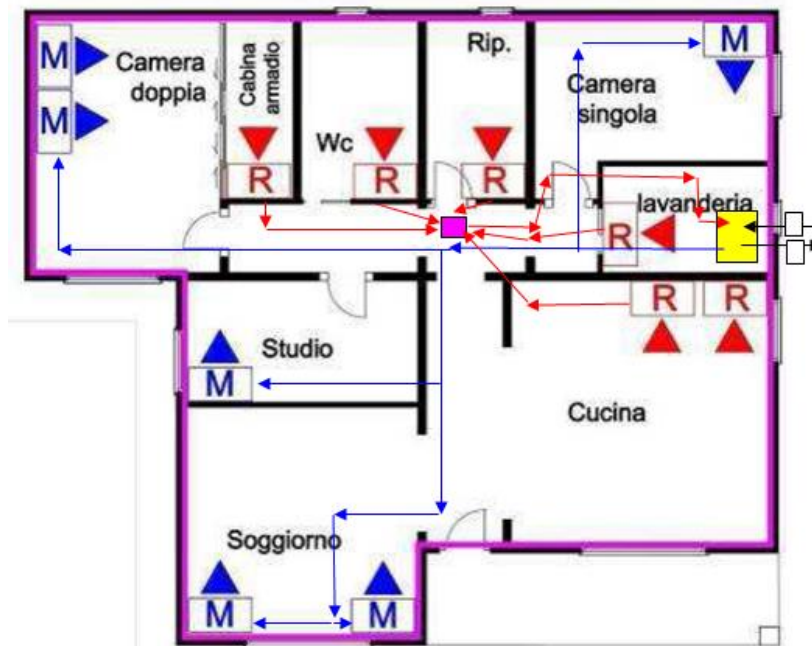 M
M
Camera
doppia
Cabina
armadio
Wc
Rip.
Camera
singola
M
R
R
R
lavanderia
R
R
R
Studio
M
Cucina
Soggiorno
M
M